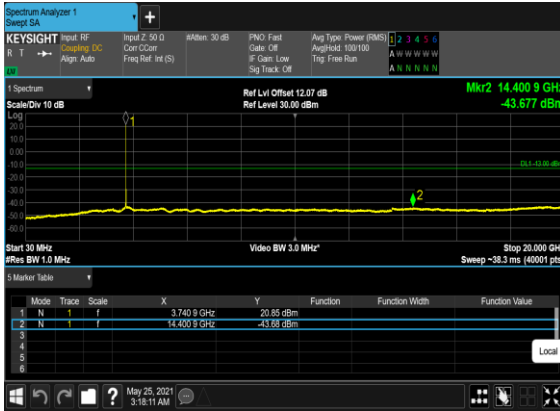 Spectrum Analyzer 1
Swept SA
+
KEYSIGHT
R T
Input: RF
Coupling: DC
Align: Auto
Input Z: 50 Ω
Corr CCorr
Freq Ref: Int (S)
#Atten: 30 dB
PNO: Fast
Gate: Off
IF Gain: Low
Sig Track: Off
Avg Type: Power (RMS)
Avg|Hold: 100/100
Trig: Free Run
1 2 3 4 5 6
A W W W W W
A N N N N N
1 Spectrum
Scale/Div 10 dB
Log
Ref Lvl Offset 12.07 dB
Ref Level 30.00 dBm
Mkr2 14.400 9 GHz
-43.677 dBm
20.0
10.0
0.00
-10.0
-20.0
-30.0
-40.0
-50.0
-60.0
1
DL1 -13.00 dBm
2
Start 30 MHz
#Res BW 1.0 MHz
Video BW 3.0 MHz*
Stop 20.000 GH
Sweep ~38.3 ms (40001 pts
5 Marker Table
Mode Trace Scale X Y Function Function Width Function Value
1 N 1 f 3.740 9 GHz 20.85 dBm
2 N 1 f 14.400 9 GHz -43.68 dBm
3
4
5
6
Local
?
May 25, 2021
3:18:11 AM